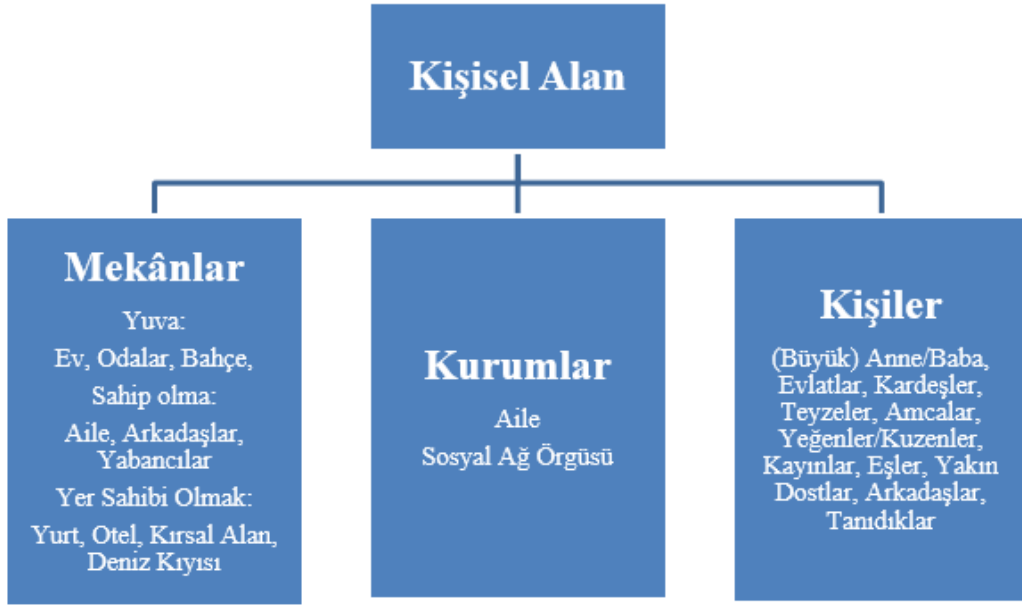 Kişisel Alan
Mekânlar
Yuva:
Ev, Odalar, Bahçe,
Sahip olma:
Aile, Arkadaşlar,
Yabancılar
Yer Sahibi Olmak:
Yurt, Otel, Kırsal Alan,
Deniz Kıyısı
Kurumlar
Aile
Sosyal Ağ Örgüsü
Kişiler
(Büyük) Anne/Baba,
Evlatlar, Kardeşler,
Teyzeler, Amcalar,
Yeğenler/Kuzenler,
Kayınlar, Eşler, Yakın
Dostlar, Arkadaşlar,
Tanıdıklar